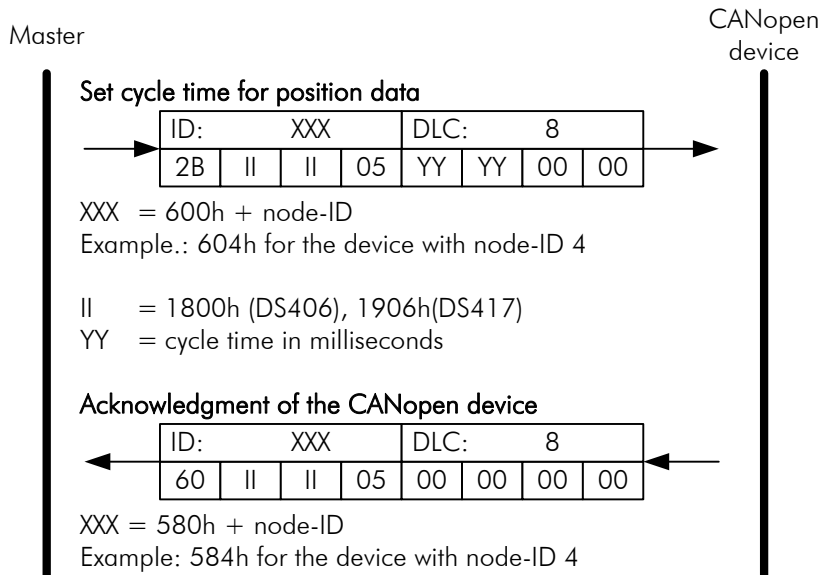 Master
CANopen
device
Set cycle time for position data
ID: XXX DLC: 8
2B II II 05 YY YY 00 00
XXX = 600h + node-ID
Example.: 604h for the device with node-ID 4
II = 1800h (DS406), 1906h(DS417)
YY = cycle time in milliseconds
Acknowledgment of the CANopen device
ID: XXX DLC: 8
60 II II 05 00 00 00 00
XXX = 580h + node-ID
Example: 584h for the device with node-ID 4